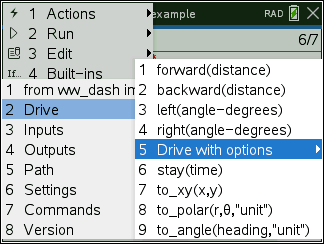 1 Actions
example
RAD
2 Run
6/7
3 Edit
If... 4 Built-ins
1 from ww_dash im
2 Drive
3 Inputs
4 Outputs
5 Path
6 Settings
7 Commands
8 Version
1 forward(distance)
2 backward(distance)
3 left(angle-degrees)
4 right(angle-degrees)
5 Drive with options
6 stay(time)
7 to_xy(x,y)
8 to_polar(r,θ,"unit")
9 to_angle(heading,"unit")